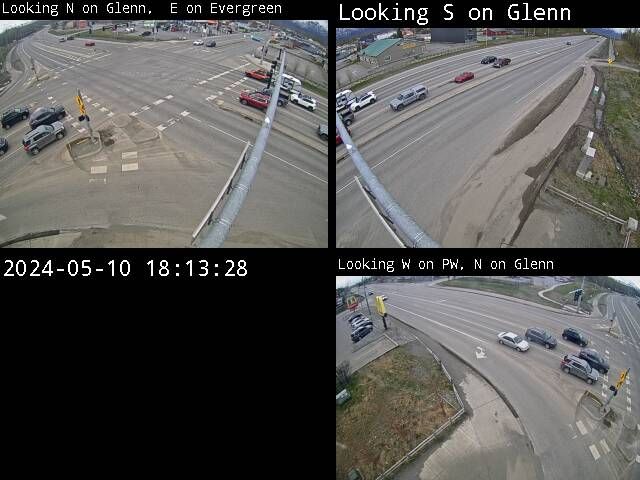 Looking N on Glenn,  E on Evergreen
Looking S on Glenn
2024-05-10 18:13:28
Looking W on PW, N on Glenn